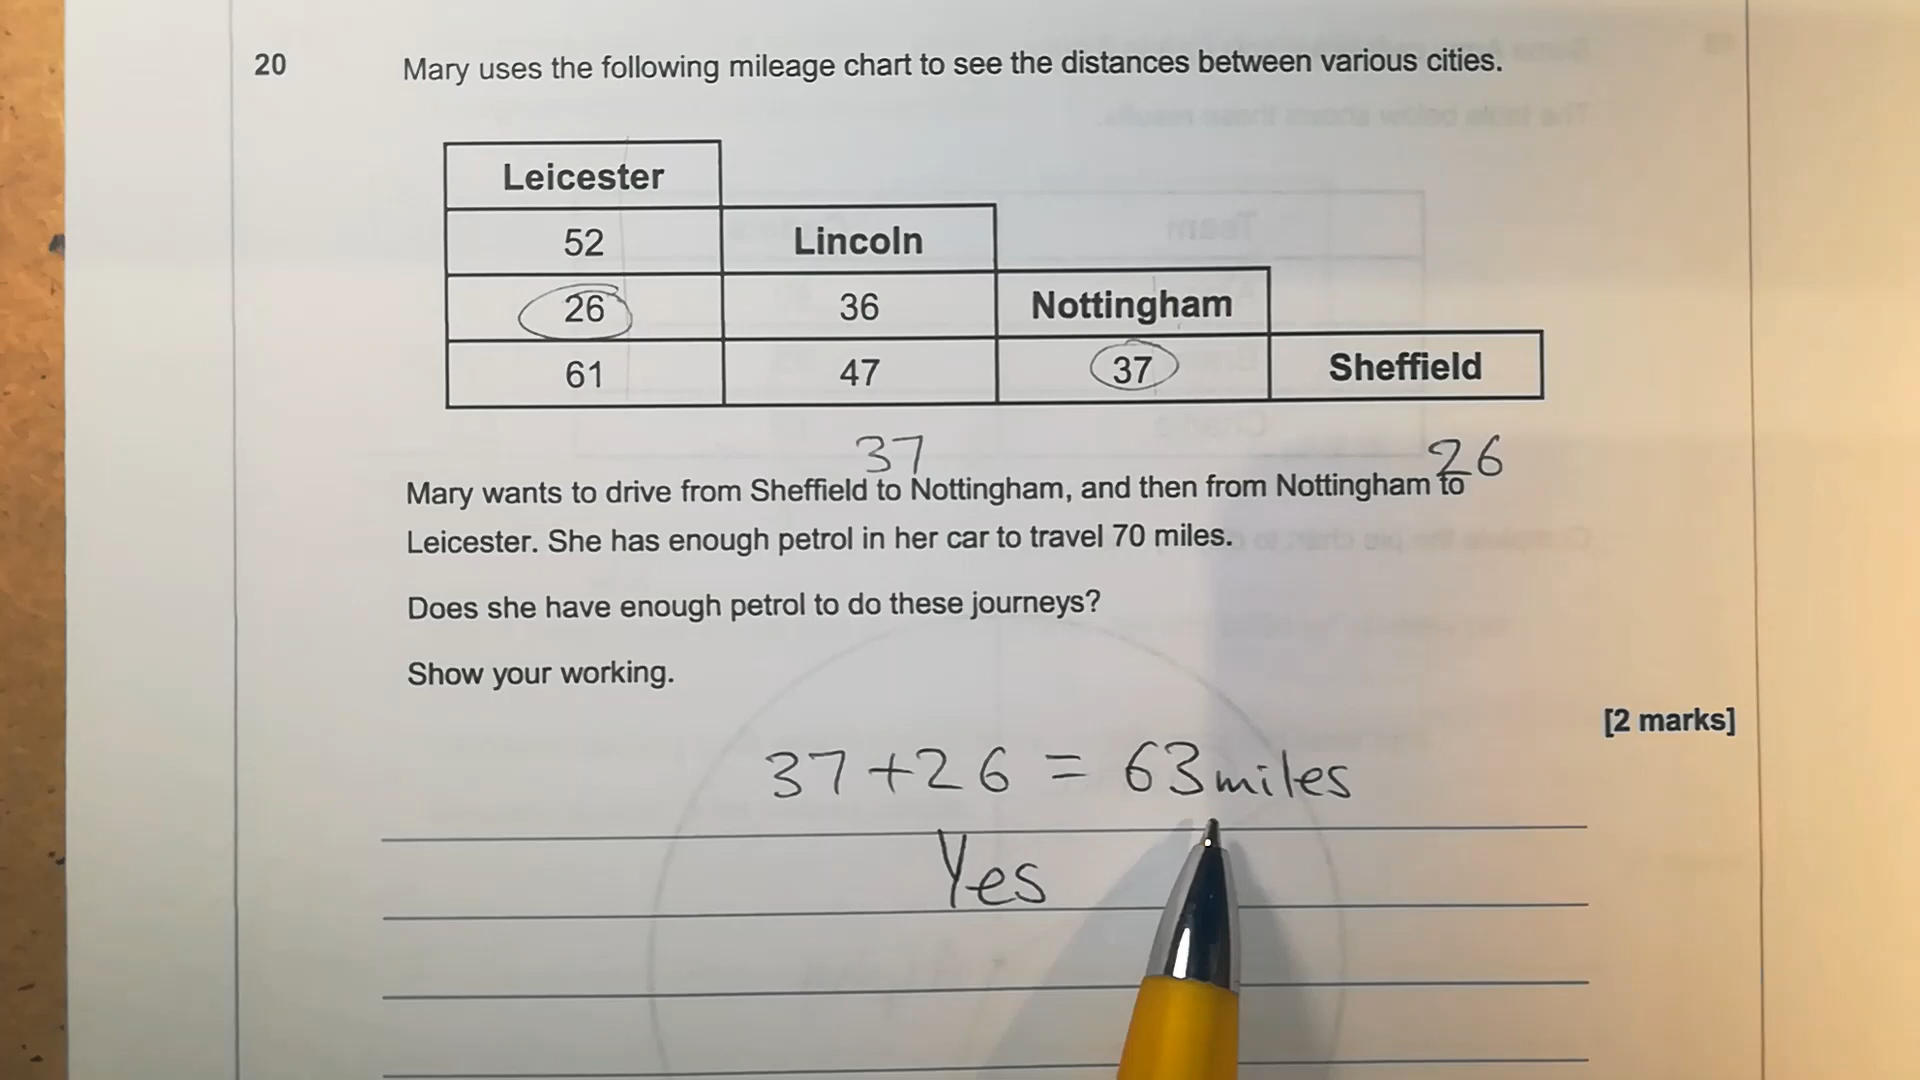 20 Mary uses the following mileage chart to see the distances between various cities.
Leicester
52 Lincoln
26 36 Nottingham
61 47 37 Sheffield
37 26
Mary wants to drive from Sheffield to Nottingham, and then from Nottingham to
Leicester. She has enough petrol in her car to travel 70 miles.
Does she have enough petrol to do these journeys?
Show your working.
[2 marks]
37 + 26 = 63 miles
Yes